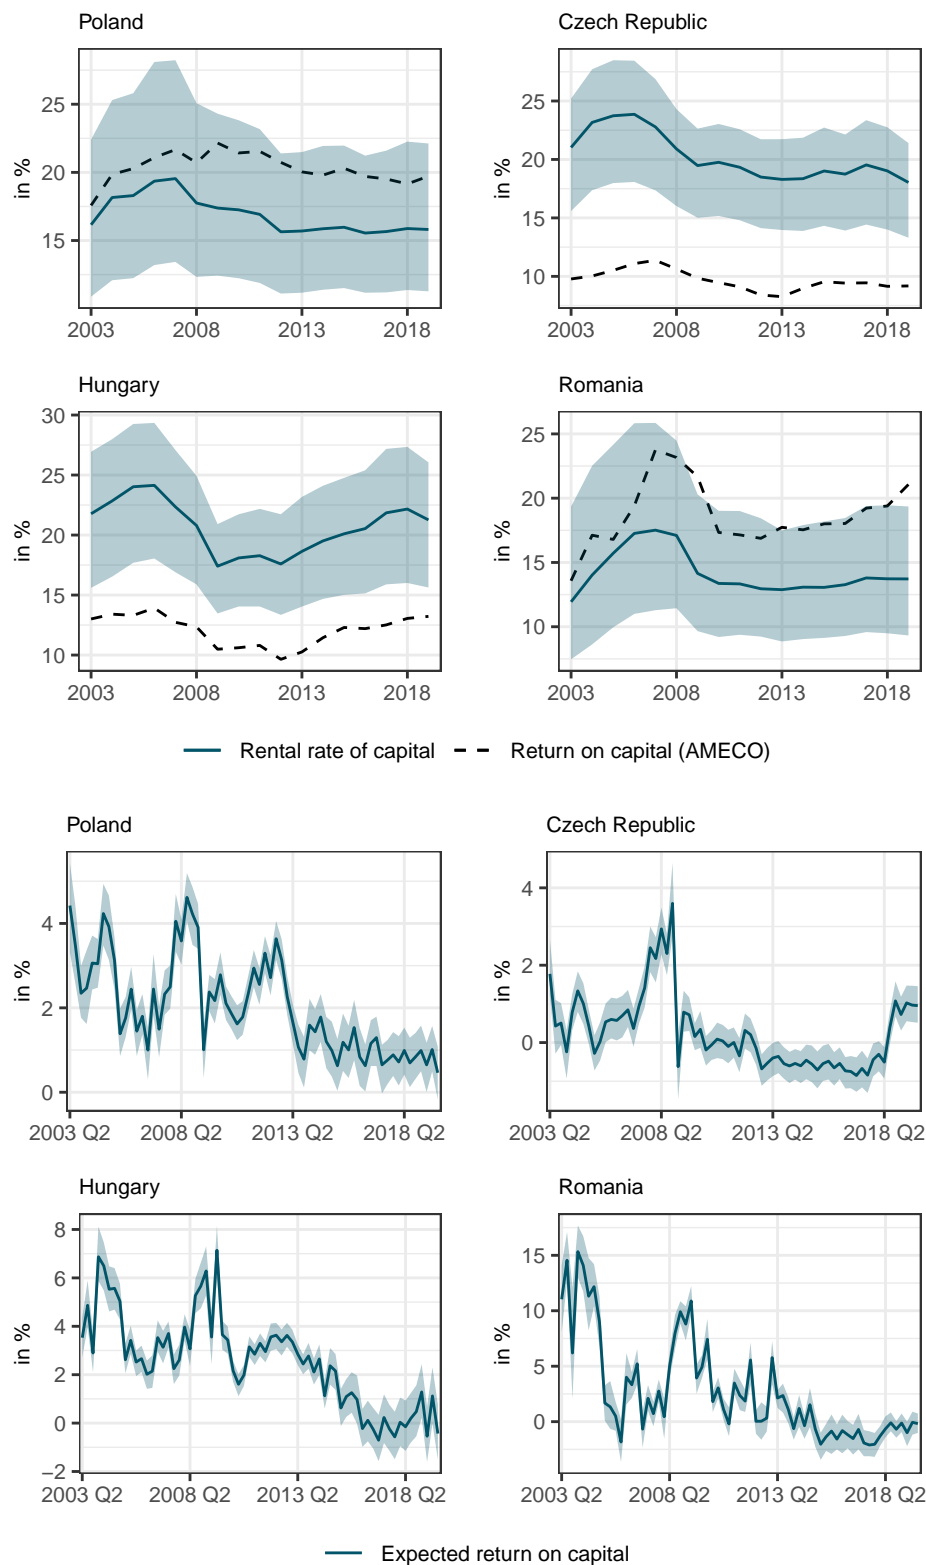 Poland
Czech Republic
in %
25
20
15
2003
2008
2013
2018
in %
25
20
15
10
2003
2008
2013
2018
Hungary
Romania
in %
30
25
20
15
10
2003
2008
2013
2018
in %
25
20
15
10
2003
2008
2013
2018
Rental rate of capital
Return on capital (AMECO)
Poland
Czech Republic
in %
4
2
0
2003 Q2
2008 Q2
2013 Q2
2018 Q2
in %
4
2
0
2003 Q2
2008 Q2
2013 Q2
2018 Q2
Hungary
Romania
in %
8
6
4
2
0
−2
2003 Q2
2008 Q2
2013 Q2
2018 Q2
in %
15
10
5
0
2003 Q2
2008 Q2
2013 Q2
2018 Q2
Expected return on capital